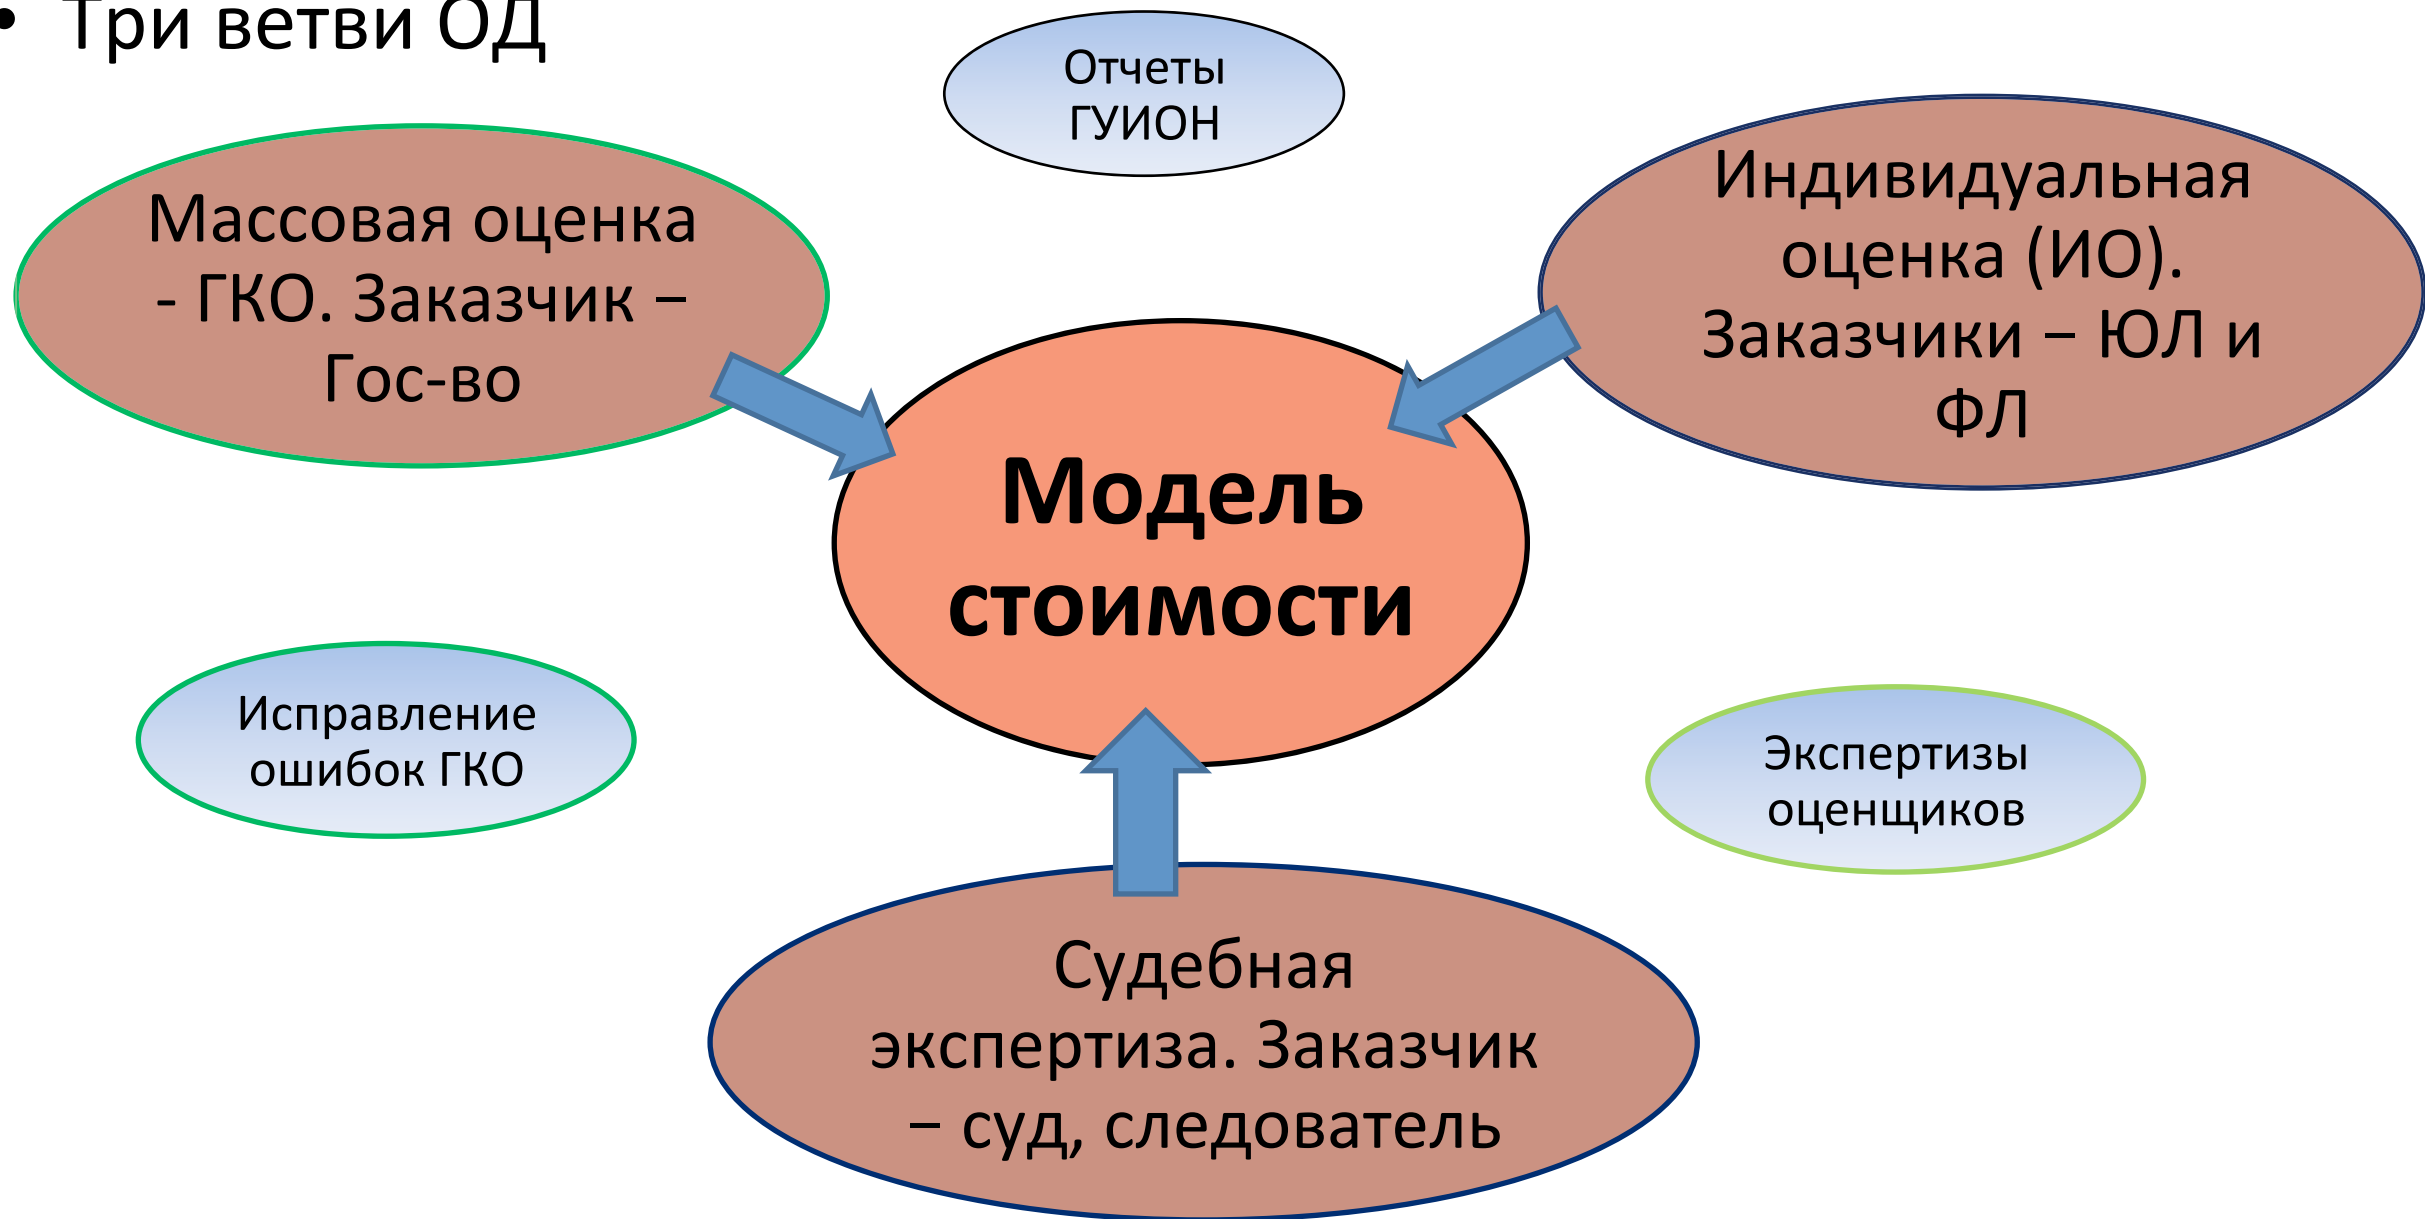 • Три ветви ОД
Отчеты
ГУИОН
Массовая оценка
- ГКО. Заказчик –
Гос-во
Индивидуальная
оценка (ИО).
Заказчики – ЮЛ и
ФЛ
Модель
стоимости
Исправление
ошибок ГКО
Экспертизы
оценщиков
Судебная
экспертиза. Заказчик
– суд, следователь